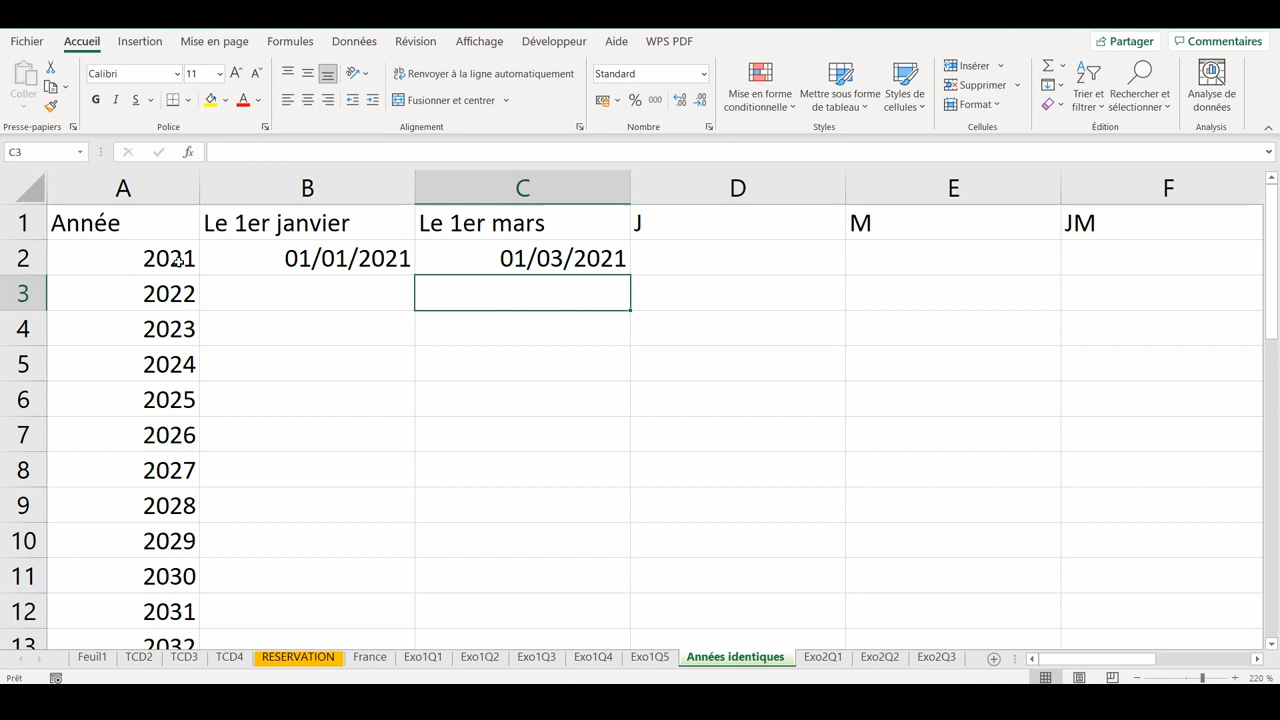 Fichier Accueil Insertion Mise en page Formules Données Révision Affichage Développeur Aide WPS PDF Partager Commentaires
Coller Calibri 11 Renvoyer à la ligne automatiquement Standard Mise en forme conditionnelle Mettre sous forme de tableau Styles de cellules Insérer Trier et filtrer Rechercher et sélectionner Analyse de données
G I S Fusionner et centrer % 000 Supprimer
Format
Presse-papiers Police Alignement Nombre Styles Cellules Édition Analysis
C3 fx
A B C D E F
1 Année Le 1er janvier Le 1er mars J M JM
2 2021 01/01/2021 01/03/2021
3 2022
4 2023
5 2024
6 2025
7 2026
8 2027
9 2028
10 2029
11 2030
12 2031
13 2032
Feuil1 TCD2 TCD3 TCD4 RESERVATION France Exo1Q1 Exo1Q2 Exo1Q3 Exo1Q4 Exo1Q5 Années identiques Exo2Q1 Exo2Q2 Exo2Q3
Prêt 220 %